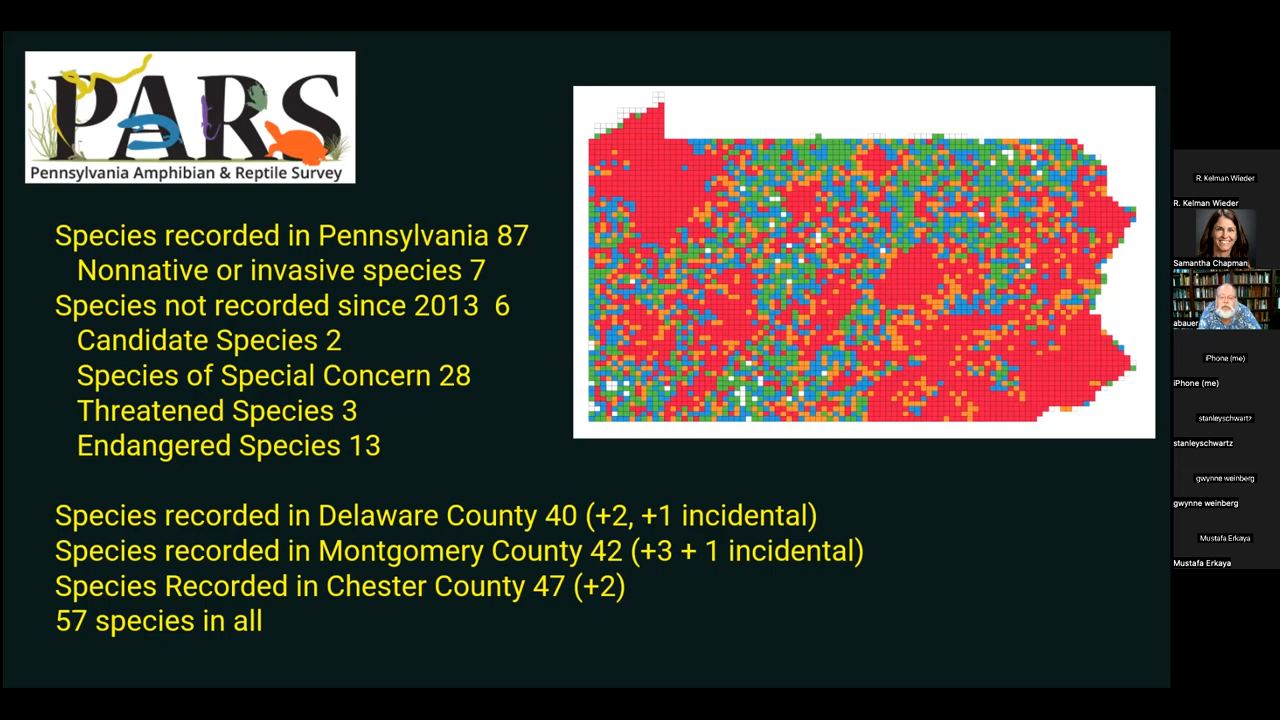 PARS
Pennsylvania Amphibian & Reptile Survey
Species recorded in Pennsylvania 87
Nonnative or invasive species 7
Species not recorded since 2013 6
Candidate Species 2
Species of Special Concern 28
Threatened Species 3
Endangered Species 13
Species recorded in Delaware County 40 (+2, +1 incidental)
Species recorded in Montgomery County 42 (+3 + 1 incidental)
Species Recorded in Chester County 47 (+2)
57 species in all
R. Kelman Wieder
R. Kelman Wieder
Samantha Chapman
abauer
iPhone (me)
iPhone (me)
stanleyschwartz
stanleyschwartz
gwynne weinberg
gwynne weinberg
Mustafa Erkaya
Mustafa Erkaya